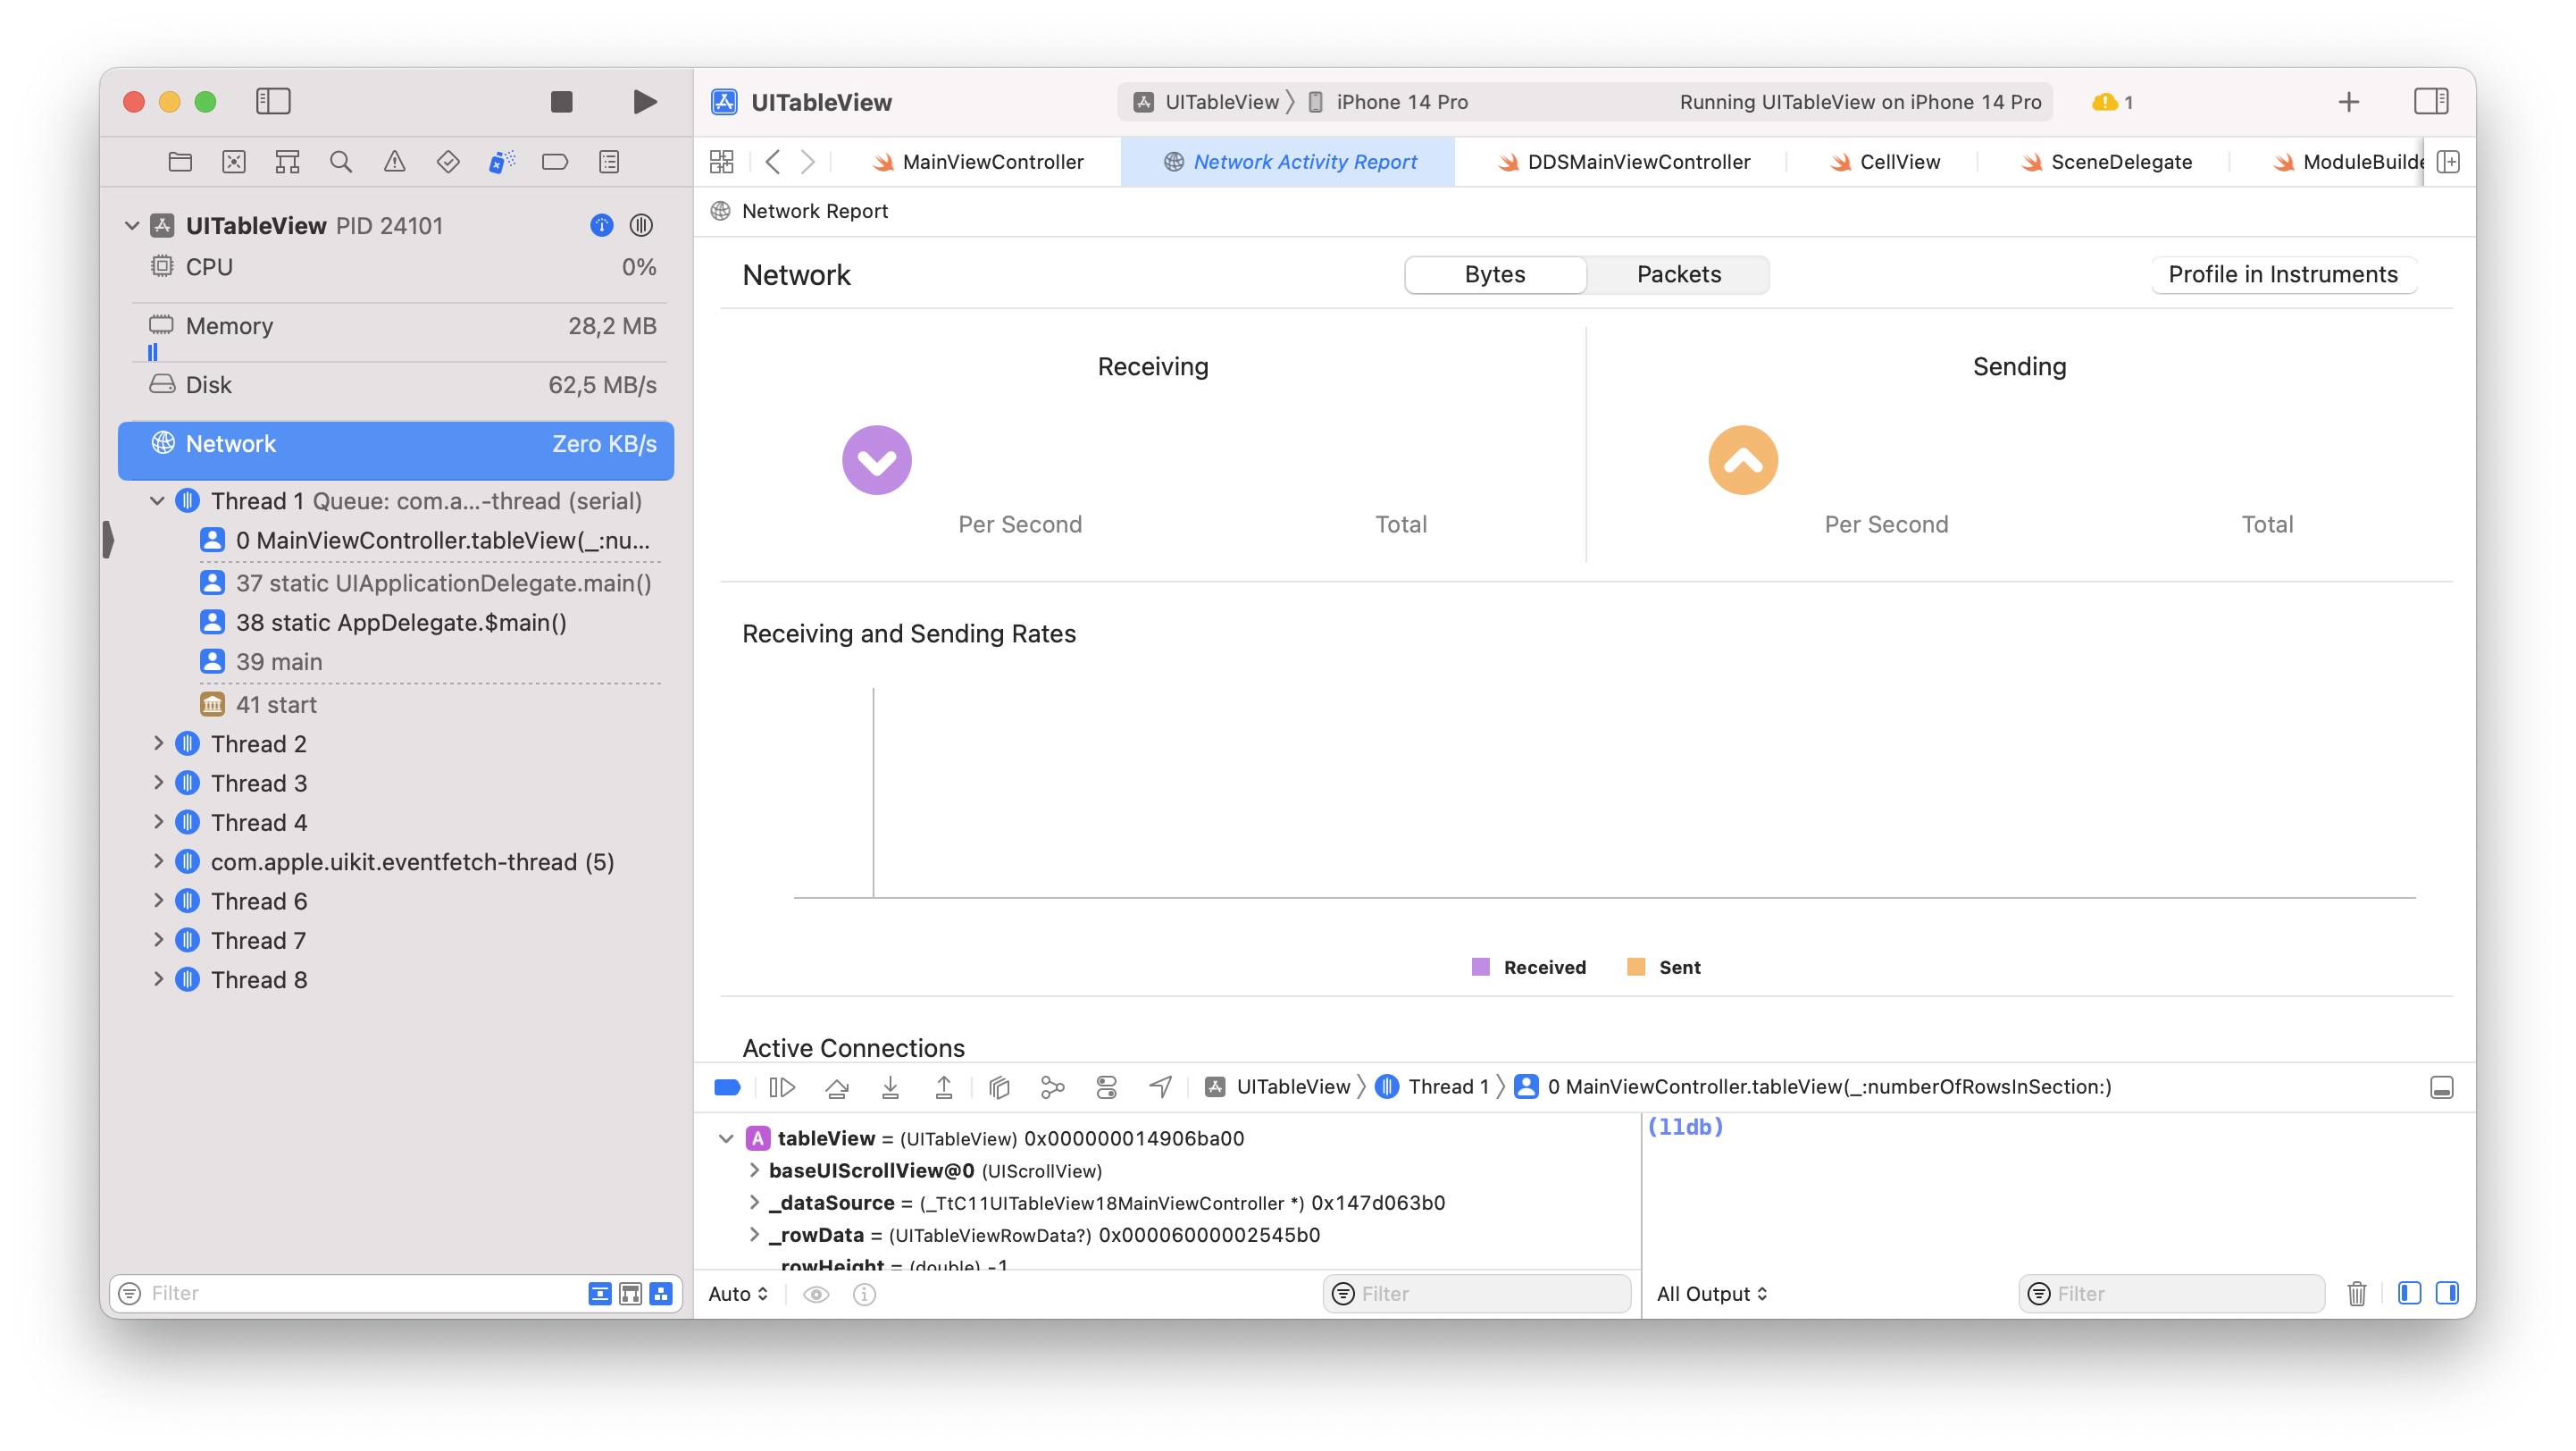 UITableView
UITableView
iPhone 14 Pro
Running UITableView on iPhone 14 Pro
1
MainViewController
Network Activity Report
DDSMainViewController
CellView
SceneDelegate
ModuleBuilde
Network Report
UITableView PID 24101
CPU 0%
Memory 28,2 MB
Disk 62,5 MB/s
Network Zero KB/s
Thread 1 Queue: com.a...-thread (serial)
0 MainViewController.tableView(_:nu...
37 static UIApplicationDelegate.main()
38 static AppDelegate.$main()
39 main
41 start
Thread 2
Thread 3
Thread 4
com.apple.uikit.eventfetch-thread (5)
Thread 6
Thread 7
Thread 8
Filter
Network
Bytes
Packets
Profile in Instruments
Receiving
Per Second
Total
Sending
Per Second
Total
Receiving and Sending Rates
Received
Sent
Active Connections
UITableView
Thread 1
0 MainViewController.tableView(_:numberOfRowsInSection:)
A tableView = (UITableView) 0x000000014906ba00
baseUIScrollView@0 (UIScrollView)
_dataSource = (_TtC11UITableView18MainViewController *) 0x147d063b0
_rowData = (UITableViewRowData?) 0x00006000002545b0
_rowHeight = (double) -1
Auto
Filter
(lldb)
All Output
Filter